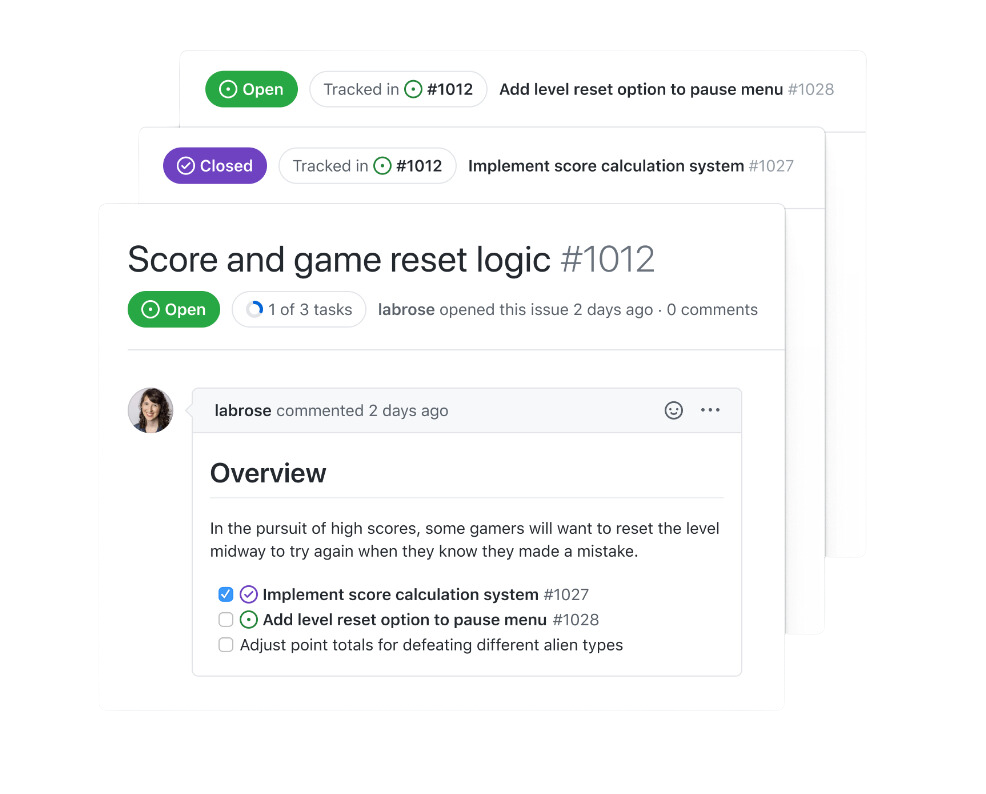 Open Tracked in #1012 Add level reset option to pause menu #1028
Closed Tracked in #1012 Implement score calculation system #1027
Score and game reset logic #1012
Open 1 of 3 tasks labrose opened this issue 2 days ago · 0 comments
labrose commented 2 days ago
Overview
In the pursuit of high scores, some gamers will want to reset the level
midway to try again when they know they made a mistake.
Implement score calculation system #1027
Add level reset option to pause menu #1028
Adjust point totals for defeating different alien types